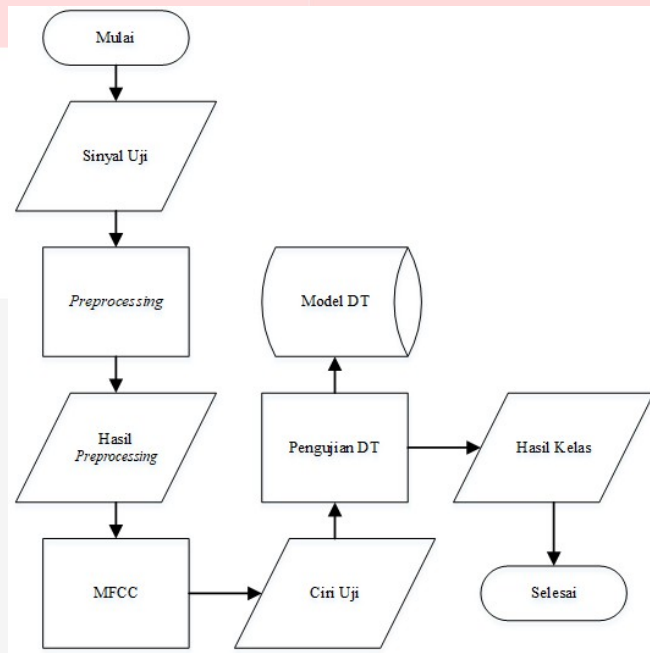 Mulai
Sinyal Uji
Preprocessing
Hasil
Preprocessing
MFCC
Ciri Uji
Pengujian DT
Model DT
Hasil Kelas
Selesai